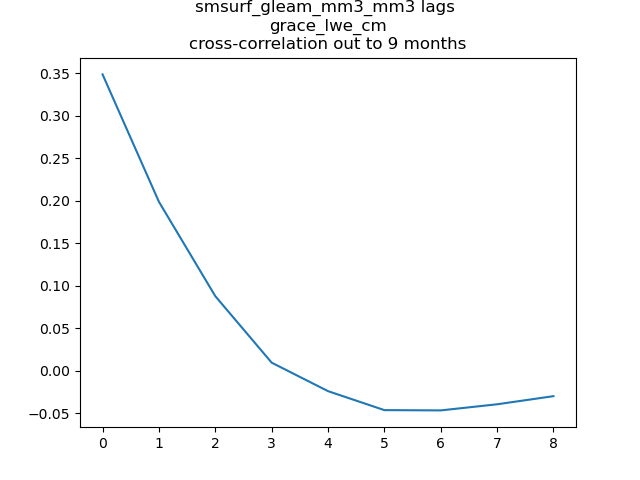 smsurf_gleam_mm3_mm3 lags
grace_lwe_cm
cross-correlation out to 9 months
0.35
0.30
0.25
0.20
0.15
0.10
0.05
0.00
−0.05
0 1 2 3 4 5 6 7 8